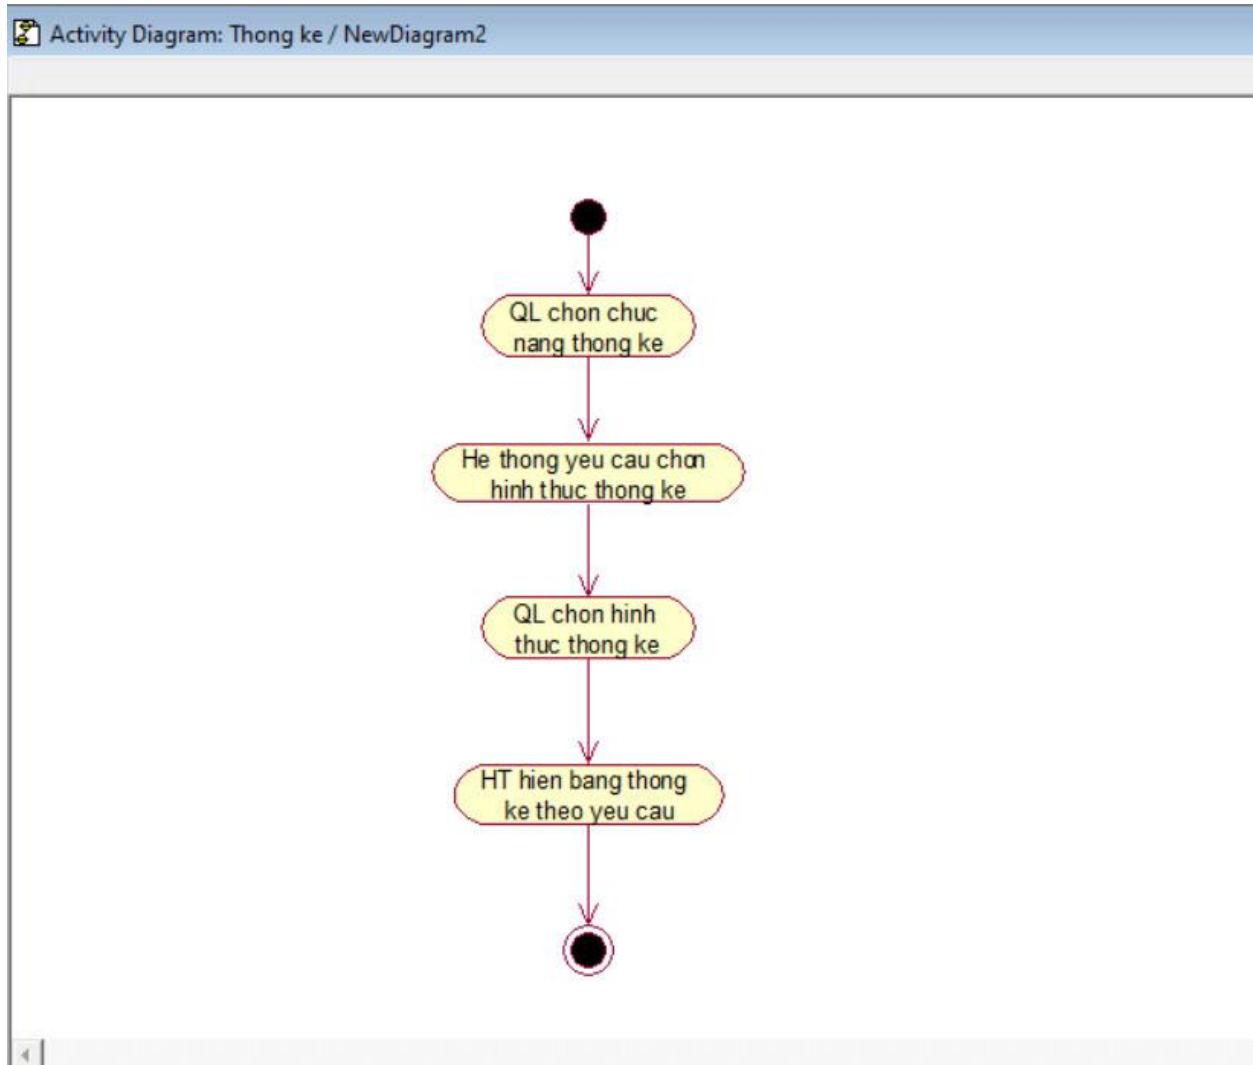 Activity Diagram: Thong ke / NewDiagram2
QL chon chuc
nang thong ke
He thong yeu cau chon
hinh thuc thong ke
QL chon hinh
thuc thong ke
HT hien bang thong
ke theo yeu cau